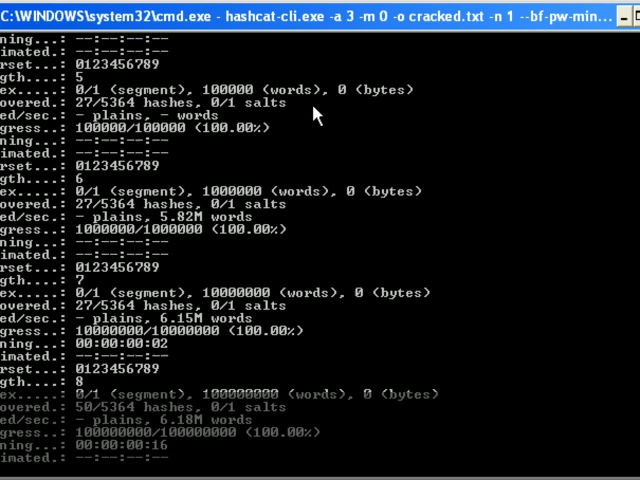 C:\WINDOWS\system32\cmd.exe - hashcat-cli.exe -a 3 -m 0 -o cracked.txt -n 1 --bf-pw-min...
ning...: --:--:--:--
imated.: --:--:--:--
rset...: 0123456789
gth....: 5
ex.....: 0/1 (segment), 100000 (words), 0 (bytes)
overed.: 27/5364 hashes, 0/1 salts
ed/sec.: - plains, - words
gress..: 100000/100000 (100.00%)
ning...: --:--:--:--
imated.: --:--:--:--
rset...: 0123456789
gth....: 6
ex.....: 0/1 (segment), 1000000 (words), 0 (bytes)
overed.: 27/5364 hashes, 0/1 salts
ed/sec.: - plains, 5.82M words
gress..: 1000000/1000000 (100.00%)
ning...: --:--:--:--
imated.: --:--:--:--
rset...: 0123456789
gth....: 7
ex.....: 0/1 (segment), 10000000 (words), 0 (bytes)
overed.: 27/5364 hashes, 0/1 salts
ed/sec.: - plains, 6.15M words
gress..: 10000000/10000000 (100.00%)
ning...: 00:00:00:02
imated.: --:--:--:--
rset...: 0123456789
gth....: 8
ex.....: 0/1 (segment), 100000000 (words), 0 (bytes)
overed.: 50/5364 hashes, 0/1 salts
ed/sec.: - plains, 6.18M words
gress..: 100000000/100000000 (100.00%)
ning...: 00:00:00:16
imated.: --:--:--:--